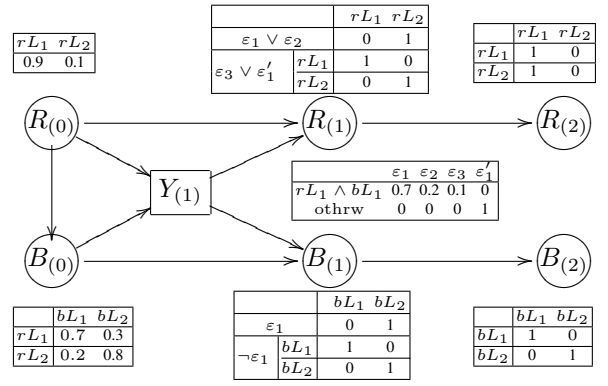 rL₁ rL₂
ε₁ ∨ ε₂ 0 1
ε₃ ∨ ε₁′ rL₁ 1 0
rL₂ 0 1
rL₁ rL₂
0.9 0.1
rL₁ rL₂
rL₁ 1 0
rL₂ 1 0
R₍₀₎ R₍₁₎ R₍₂₎
Y₍₁₎
ε₁ ε₂ ε₃ ε₁′
rL₁ ∧ bL₁ 0.7 0.2 0.1 0
othrw 0 0 0 1
B₍₀₎ B₍₁₎ B₍₂₎
bL₁ bL₂
rL₁ 0.7 0.3
rL₂ 0.2 0.8
bL₁ bL₂
ε₁ 0 1
¬ε₁ bL₁ 1 0
bL₂ 0 1
bL₁ bL₂
bL₁ 1 0
bL₂ 0 1